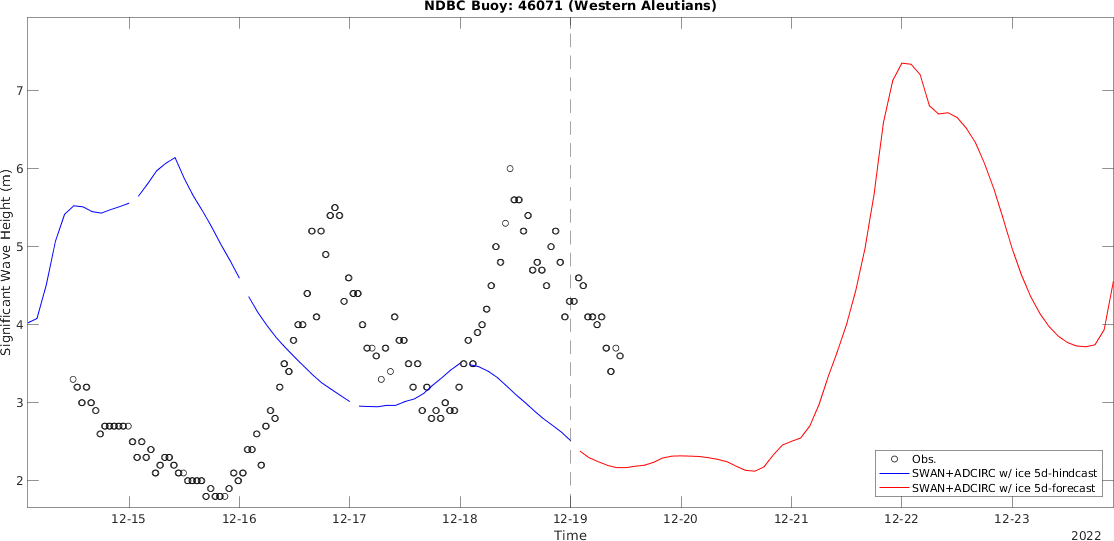 NDBC Buoy: 46071 (Western Aleutians)
7
6
5
4
3
2
Significant Wave Height (m)
Obs.
SWAN+ADCIRC w/ ice 5d-hindcast
SWAN+ADCIRC w/ ice 5d-forecast
12-15 12-16 12-17 12-18 12-19 12-20 12-21 12-22 12-23
Time
2022